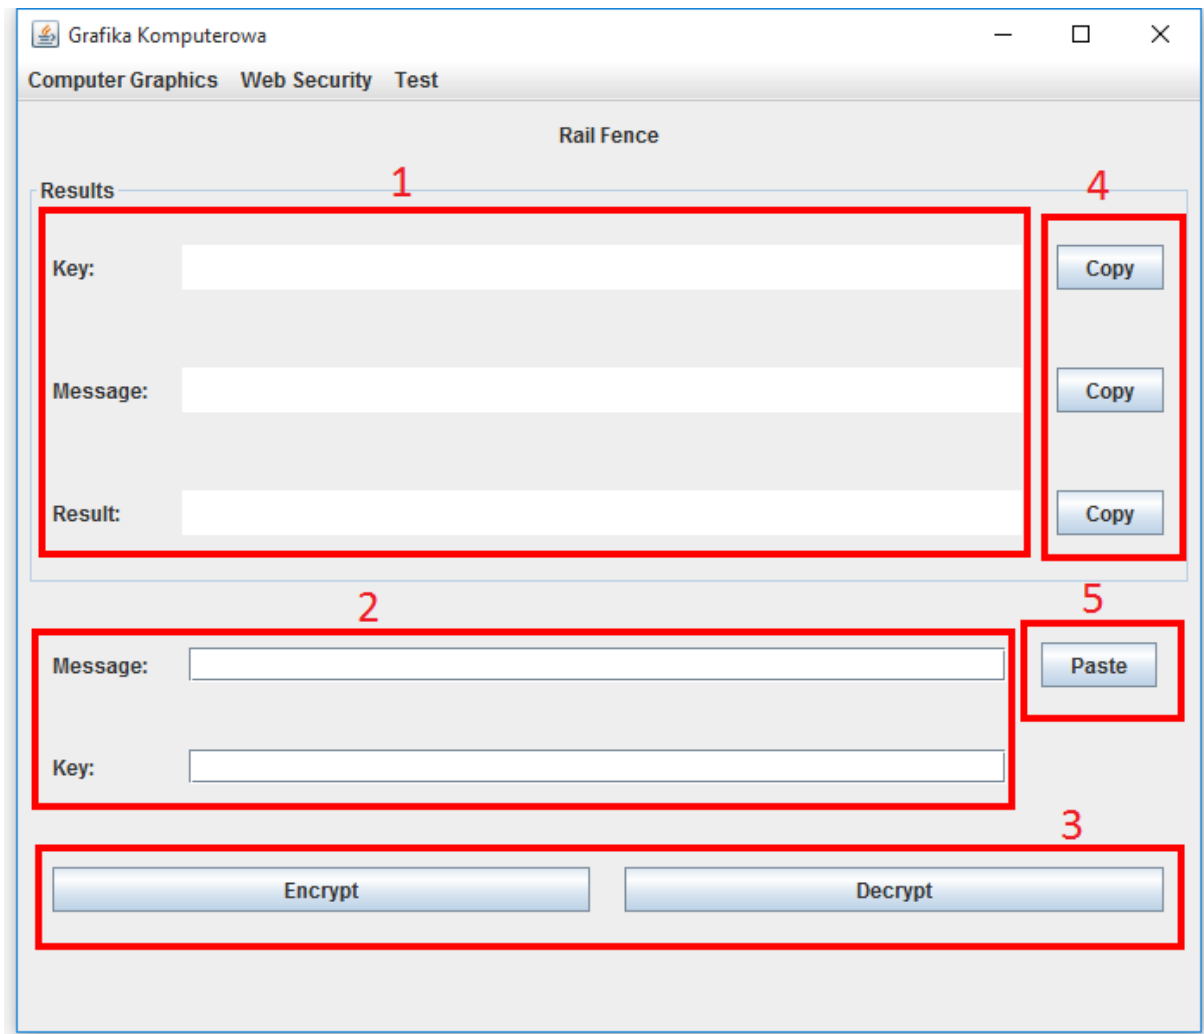 Grafika Komputerowa
Computer Graphics Web Security Test
Rail Fence
Results 1 4
Key: Copy
Message: Copy
Result: Copy
2 5
Message: Paste
Key:
3
Encrypt Decrypt